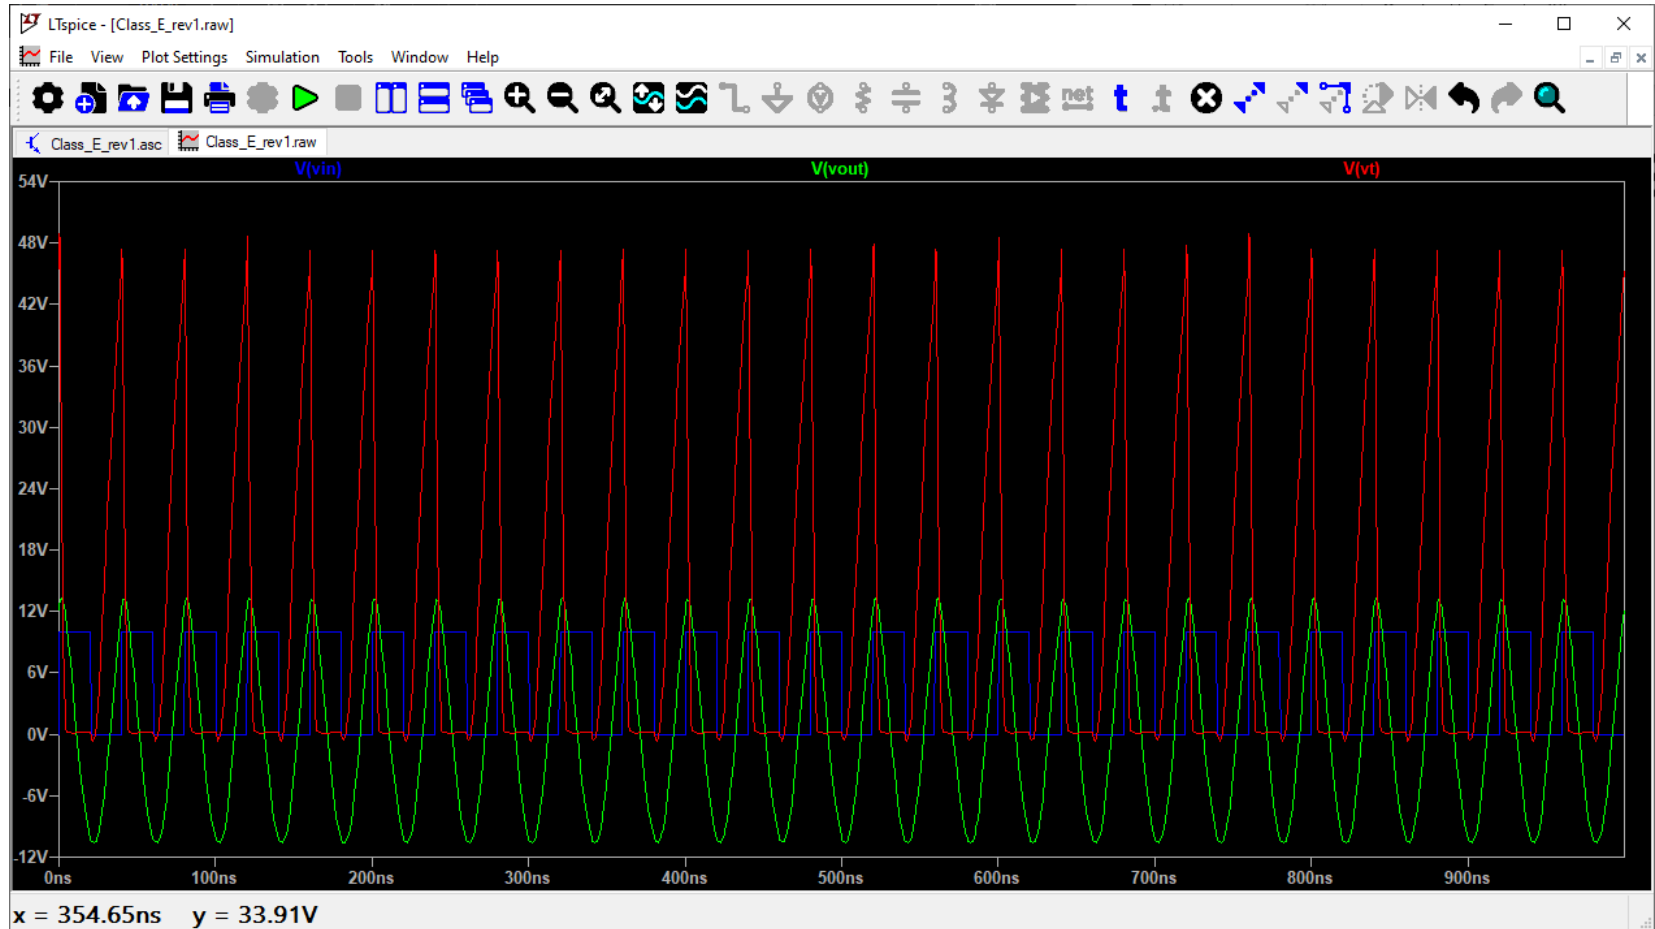 LTspice - [Class_E_rev1.raw]
File View Plot Settings Simulation Tools Window Help
net t t
Class_E_rev1.asc Class_E_rev1.raw
V(vin) V(vout) V(vt)
54V
48V
42V
36V
30V
24V
18V
12V
6V
0V
-6V
-12V
0ns 100ns 200ns 300ns 400ns 500ns 600ns 700ns 800ns 900ns
x = 354.65ns y = 33.91V